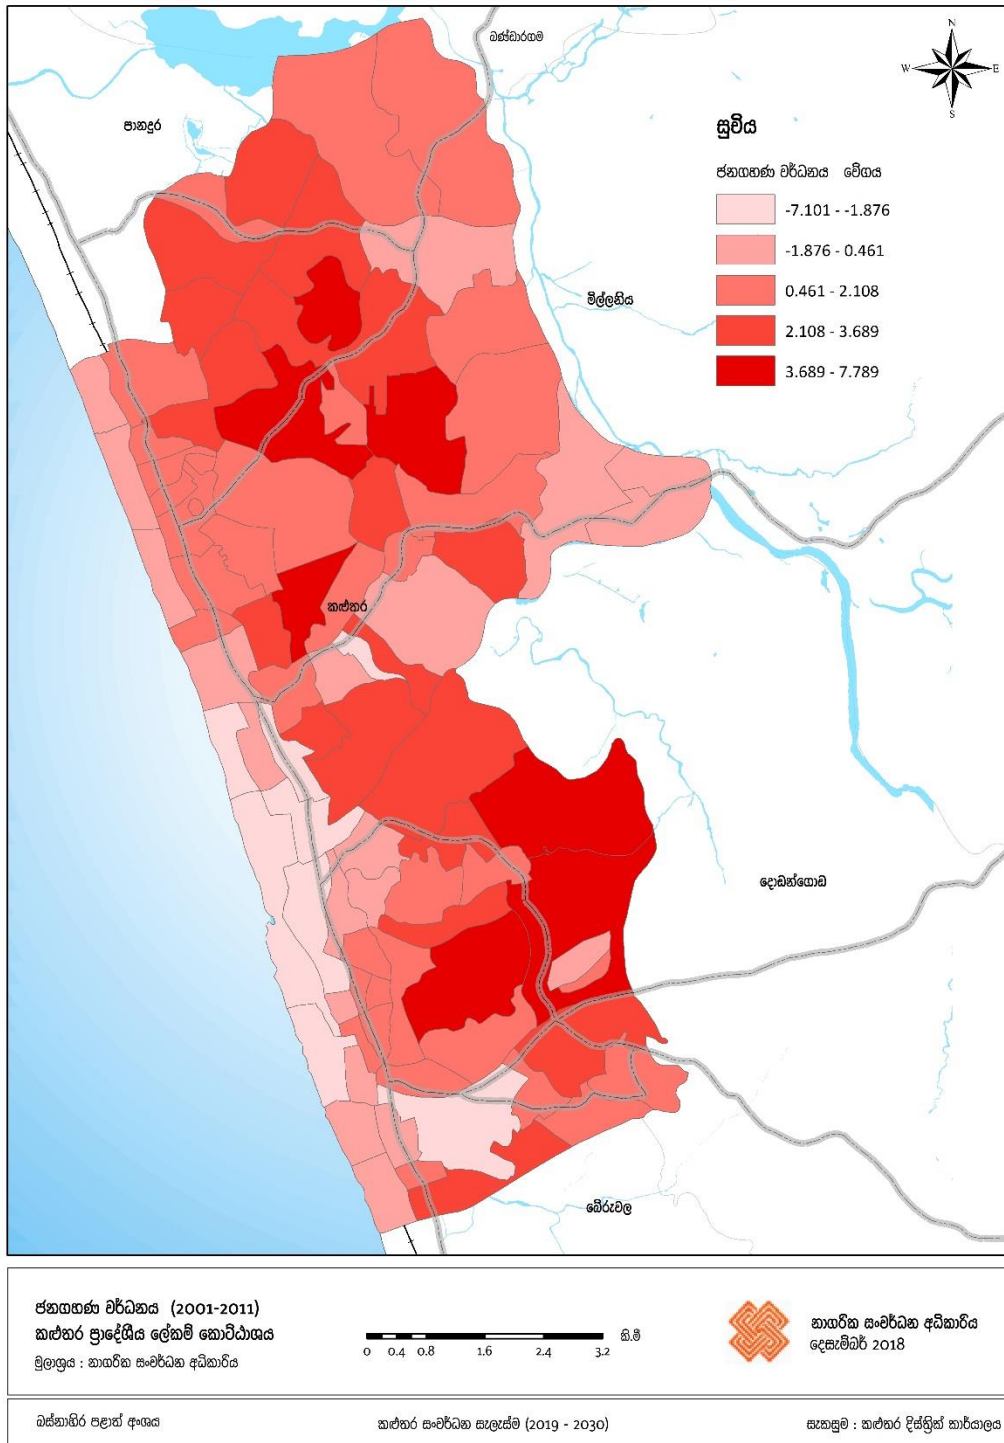 බණ්ඩාරගම
N
W
E
S
පානදුර
සුචිය
ජනගහණ වර්ධනය වේගය
-7.101 - -1.876
-1.876 - 0.461
0.461 - 2.108
2.108 - 3.689
3.689 - 7.789
මිල්ලනිය
කළුතර
දොඩන්ගොඩ
බේරුවල
ජනගහණ වර්ධනය (2001-2011)
කළුතර ප්‍රාදේශීය ලේකම් කොට්ඨාශය
මුලාශ්‍රය : නාගරික සංවර්ධන අධිකාරිය
කි.මී
0 0.4 0.8 1.6 2.4 3.2
නාගරික සංවර්ධන අධිකාරිය
දෙසැම්බර් 2018
බස්නාහිර පළාත් අංශය
කළුතර සංවර්ධන සැලැස්ම (2019 - 2030)
සැකසුම : කළුතර දිස්ත්‍රික් කාර්යාලය